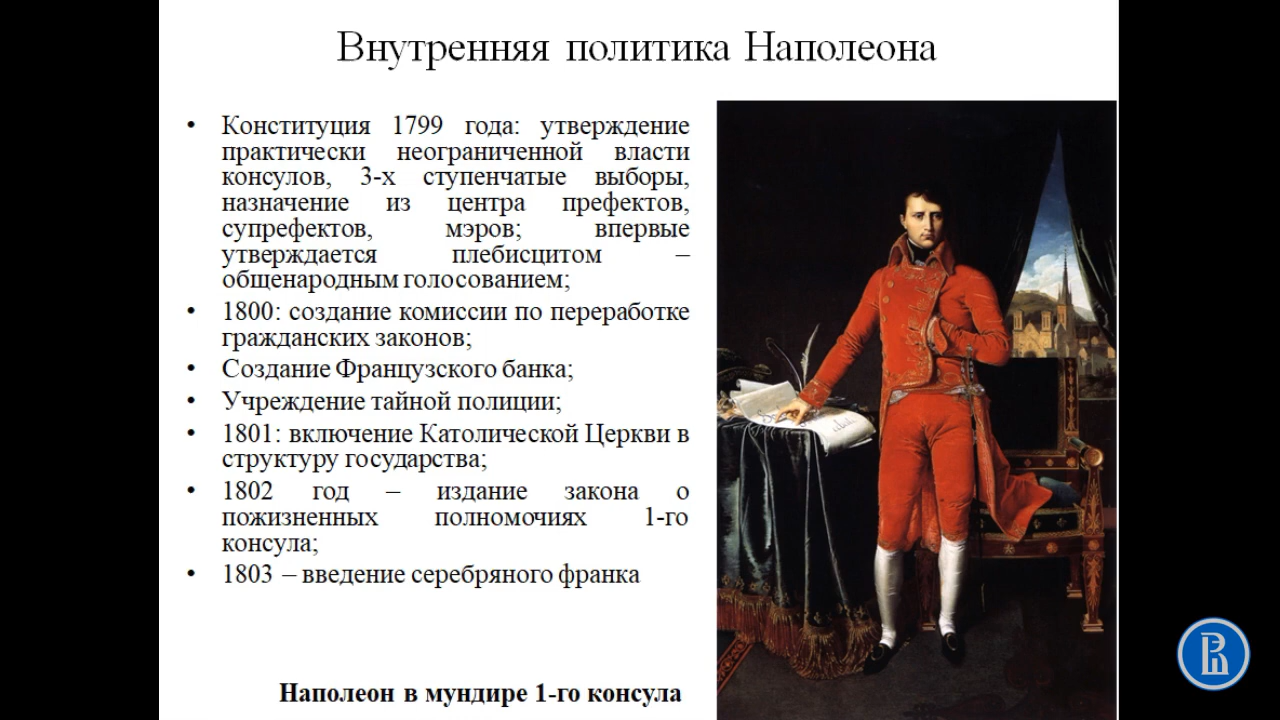 Внутренняя политика Наполеона
• Конституция 1799 года: утверждение
практически неограниченной власти
консулов, 3-х ступенчатые выборы,
назначение из центра префектов,
супрефектов, мэров; впервые
утверждается плебисцитом –
общенародным голосованием;
• 1800: создание комиссии по переработке
гражданских законов;
• Создание Французского банка;
• Учреждение тайной полиции;
• 1801: включение Католической Церкви в
структуру государства;
• 1802 год – издание закона о
пожизненных полномочиях 1-го
консула;
• 1803 – введение серебряного франка
Наполеон в мундире 1-го консула